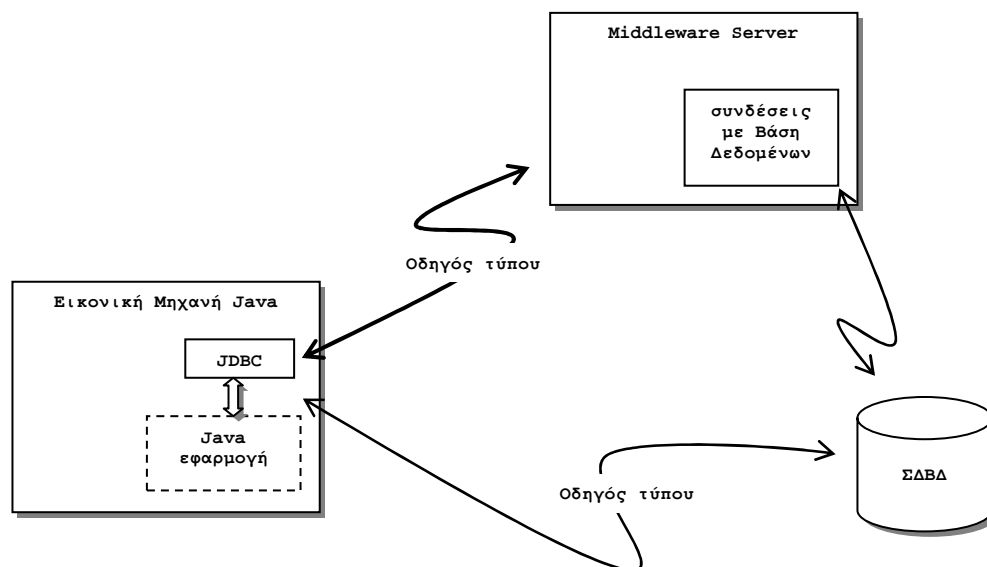 Middleware Server
συνδέσεις
με Βάση
Δεδομένων
Οδηγός τύπου
Εικονική Μηχανή Java
JDBC
Java
εφαρμογή
Οδηγός τύπου
ΣΔΒΔ